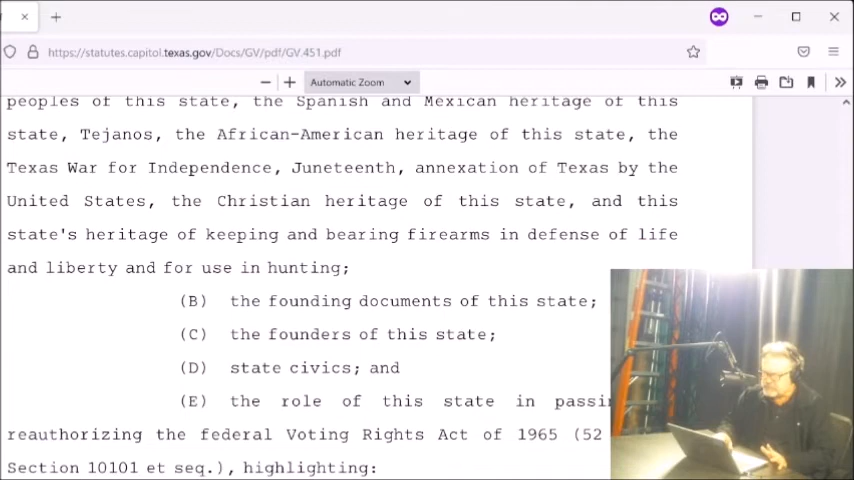 https://statutes.capitol.texas.gov/Docs/GV/pdf/GV.451.pdf
Automatic Zoom
peoples of this state, the Spanish and Mexican heritage of this
state, Tejanos, the African-American heritage of this state, the
Texas War for Independence, Juneteenth, annexation of Texas by the
United States, the Christian heritage of this state, and this
state's heritage of keeping and bearing firearms in defense of life
and liberty and for use in hunting;
(B) the founding documents of this state;
(C) the founders of this state;
(D) state civics; and
(E) the role of this state in
reauthorizing the federal Voting Rights Act of 1965 (52
Section 10101 et seq.), highlighting: